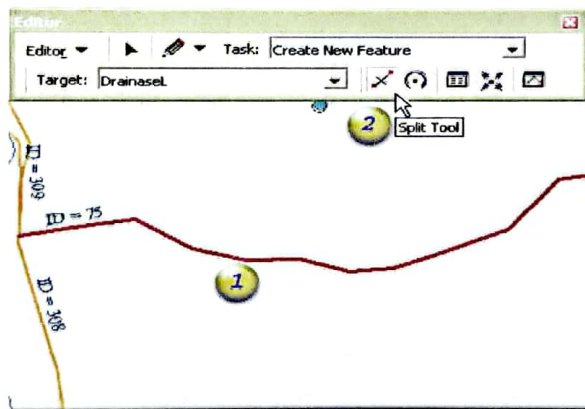 Editor
Editor Task: Create New Feature
Target: DrainaseL
2 Split Tool
ID = 309
ID = 75
1
ID = 308